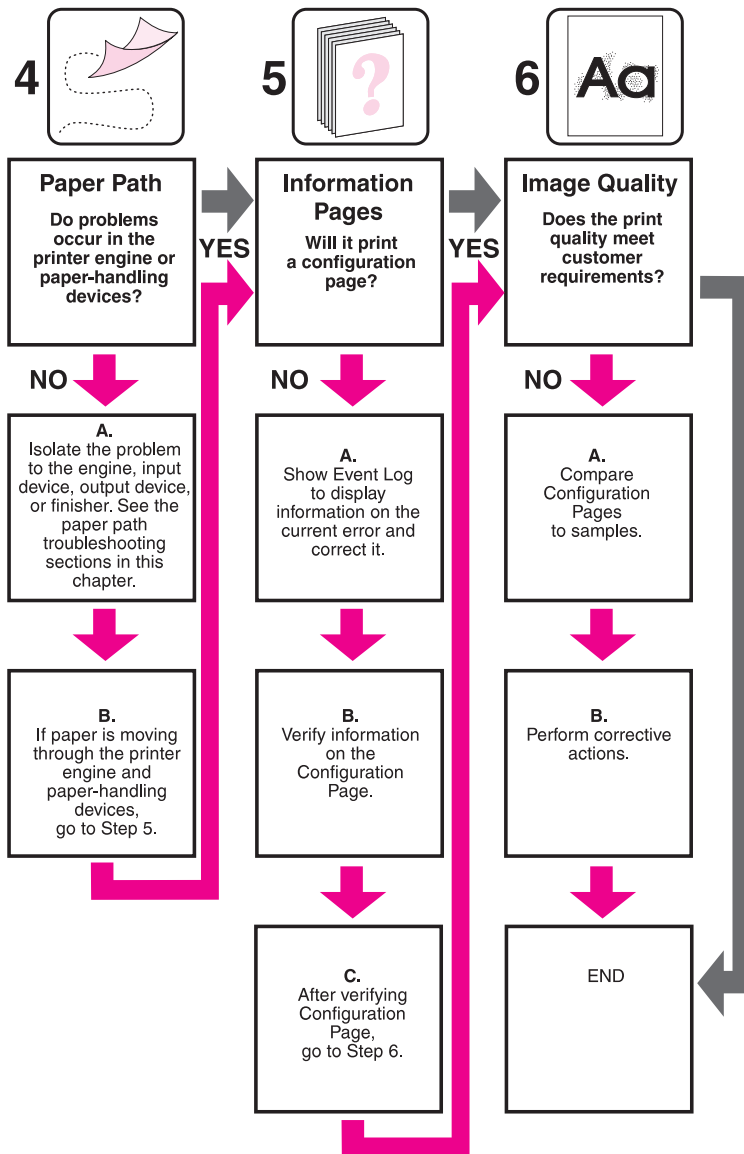 4
5
?
6
Aa
Paper Path
Do problems
occur in the
printer engine or
paper-handling
devices?
YES
NO
A.
Isolate the problem
to the engine, input
device, output device,
or finisher. See the
paper path
troubleshooting
sections in this
chapter.
B.
If paper is moving
through the printer
engine and
paper-handling
devices,
go to Step 5.
Information
Pages
Will it print
a configuration
page?
YES
NO
A.
Show Event Log
to display
information on the
current error and
correct it.
B.
Verify information
on the
Configuration
Page.
C.
After verifying
Configuration
Page,
go to Step 6.
Image Quality
Does the print
quality meet
customer
requirements?
NO
A.
Compare
Configuration
Pages
to samples.
B.
Perform corrective
actions.
END